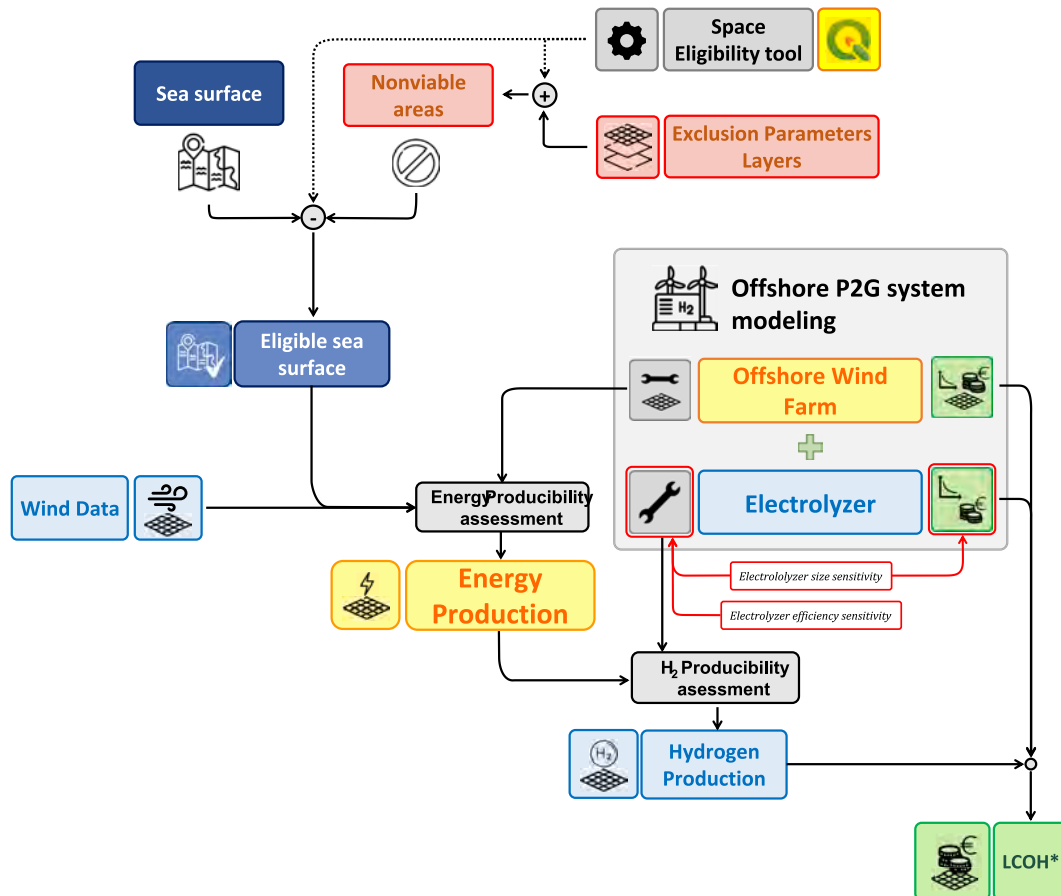 Space
Eligibility tool
Sea surface
Nonviable
areas
+
Exclusion Parameters
Layers
-
H2
Offshore P2G system
modeling
Eligible sea
surface
Offshore Wind
Farm
€
Wind Data
Energy Producibility
assessment
Electrolyzer
€
Energy
Production
Electrololyzer size sensitivity
Electrolyzer efficiency sensitivity
H2 Producibility
asessment
H2
Hydrogen
Production
€
LCOH*